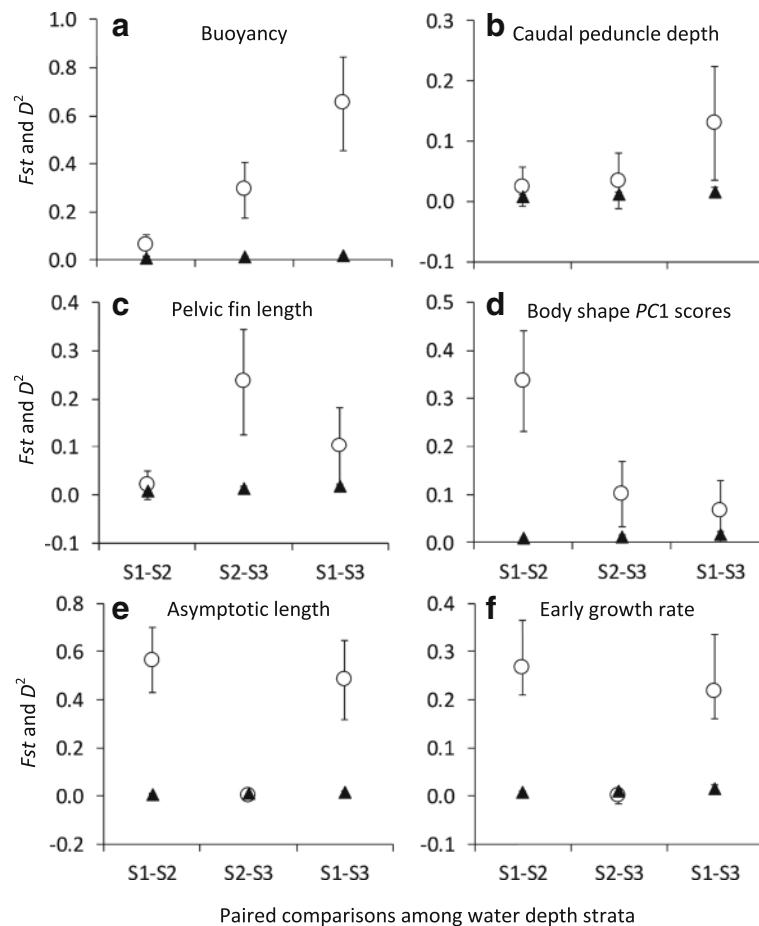 a Buoyancy
b Caudal peduncle depth
Fst and D²
1.0
0.8
0.6
0.4
0.2
0.0
0.3
0.2
0.1
0.0
-0.1
c Pelvic fin length
d Body shape PC1 scores
Fst and D²
0.4
0.3
0.2
0.1
0.0
-0.1
0.5
0.4
0.3
0.2
0.1
0.0
S1-S2 S2-S3 S1-S3
S1-S2 S2-S3 S1-S3
e Asymptotic length
f Early growth rate
Fst and D²
0.8
0.6
0.4
0.2
0.0
-0.2
0.4
0.3
0.2
0.1
0.0
-0.1
S1-S2 S2-S3 S1-S3
S1-S2 S2-S3 S1-S3
Paired comparisons among water depth strata